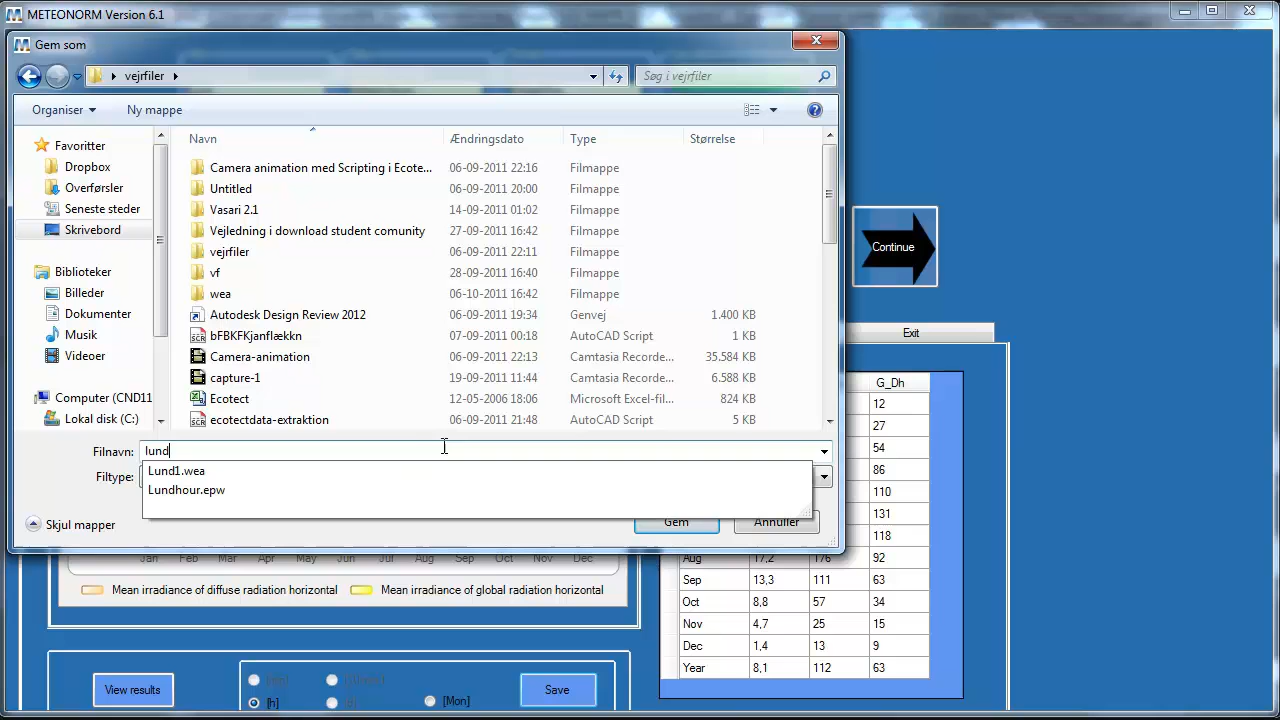 METEONORM Version 6.1
Gem som
vejrfiler
Søg i vejrfiler
Organiser
Ny mappe
Favoritter
Dropbox
Overførsler
Seneste steder
Skrivebord
Biblioteker
Billeder
Dokumenter
Musik
Videoer
Computer (CND11
Lokal disk (C:)
Navn Ændringsdato Type Størrelse
Camera animation med Scripting i Ecote... 06-09-2011 22:16 Filmappe
Untitled 06-09-2011 20:00 Filmappe
Vasari 2.1 14-09-2011 01:02 Filmappe
Vejledning i download student comunity 27-09-2011 16:42 Filmappe
vejrfiler 06-09-2011 22:11 Filmappe
vf 28-09-2011 16:40 Filmappe
wea 06-10-2011 16:42 Filmappe
Autodesk Design Review 2012 06-09-2011 19:34 Genvej 1.400 KB
bFBKFKjanflækkn 07-09-2011 00:18 AutoCAD Script 1 KB
Camera-animation 06-09-2011 22:13 Camtasia Recorde... 35.584 KB
capture-1 19-09-2011 11:44 Camtasia Recorde... 6.588 KB
Ecotect 12-05-2006 18:06 Microsoft Excel-fil... 824 KB
ecotectdata-extraktion 06-09-2011 21:48 AutoCAD Script 5 KB
Filnavn: lund
Lund1.wea
Filtype:
Lundhour.epw
Skjul mapper
Gem
Annuller
Continue
Exit
G_Dh
12
27
54
86
110
131
118
Aug 17,2 176 92
Sep 13,3 111 63
Oct 8,8 57 34
Nov 4,7 25 15
Dec 1,4 13 9
Year 8,1 112 63
Jan Feb Mar Apr May Jun Jul Aug Sep Oct Nov Dec
Mean irradiance of diffuse radiation horizontal
Mean irradiance of global radiation horizontal
View results
[h]
[Mon]
Save